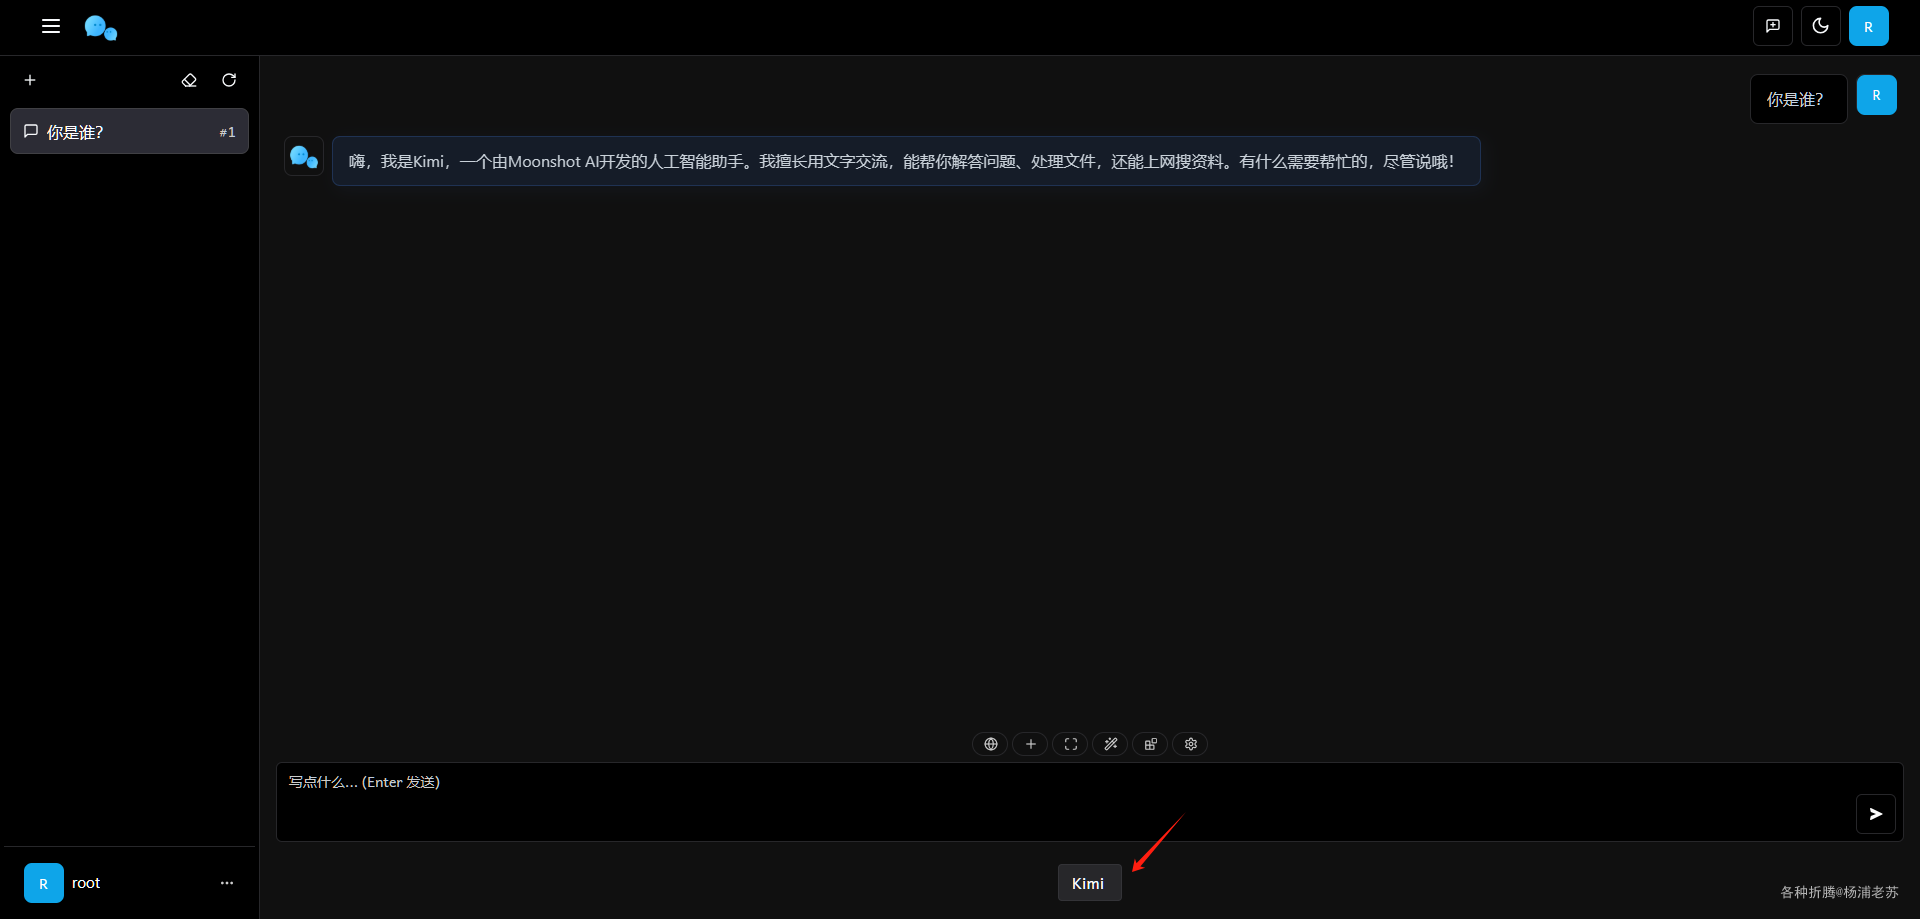 R
你是谁?
#1
你是谁?
R
嗨，我是Kimi，一个由Moonshot AI开发的人工智能助手。我擅长用文字交流，能帮你解答问题、处理文件，还能上网搜资料。有什么需要帮忙的，尽管说哦！
写点什么... (Enter 发送)
Kimi
R
root
各种折腾@杨浦老苏